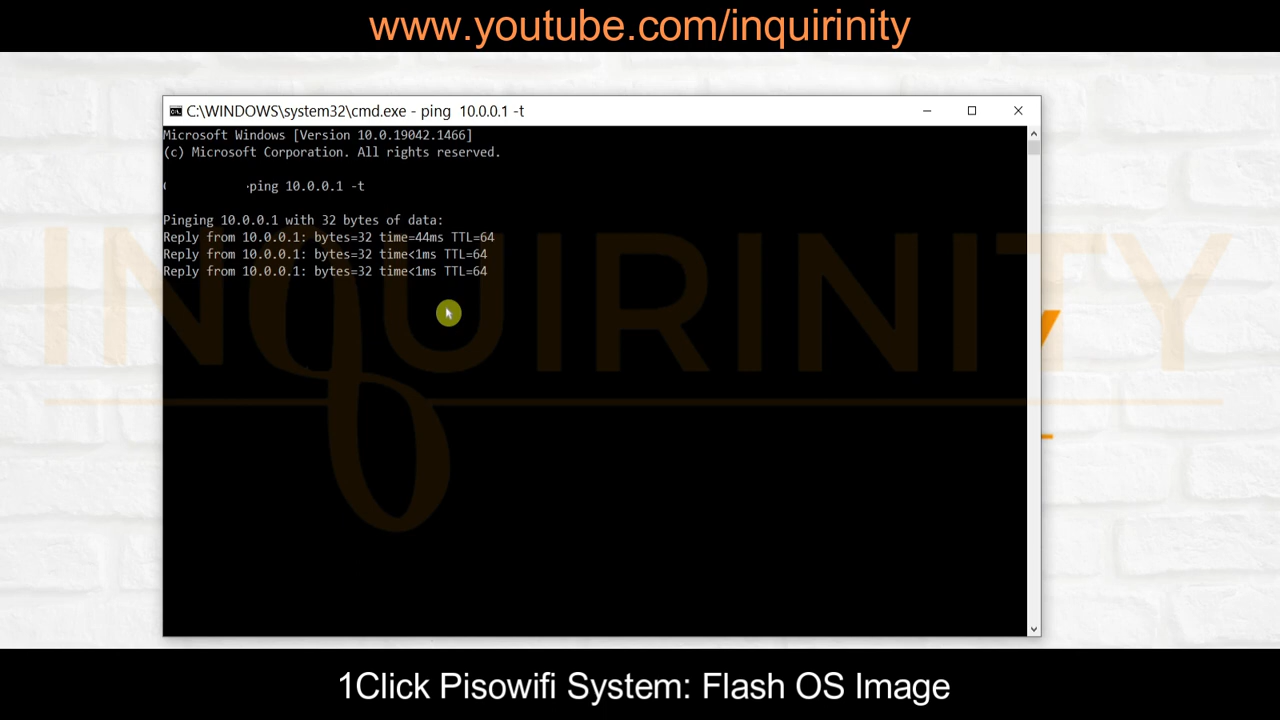 www.youtube.com/inquirinity
C:\WINDOWS\system32\cmd.exe - ping  10.0.0.1 -t
Microsoft Windows [Version 10.0.19042.1466]
(c) Microsoft Corporation. All rights reserved.
ping 10.0.0.1 -t
Pinging 10.0.0.1 with 32 bytes of data:
Reply from 10.0.0.1: bytes=32 time=44ms TTL=64
Reply from 10.0.0.1: bytes=32 time<1ms TTL=64
Reply from 10.0.0.1: bytes=32 time<1ms TTL=64
INQUIRINITY
1Click Pisowifi System: Flash OS Image